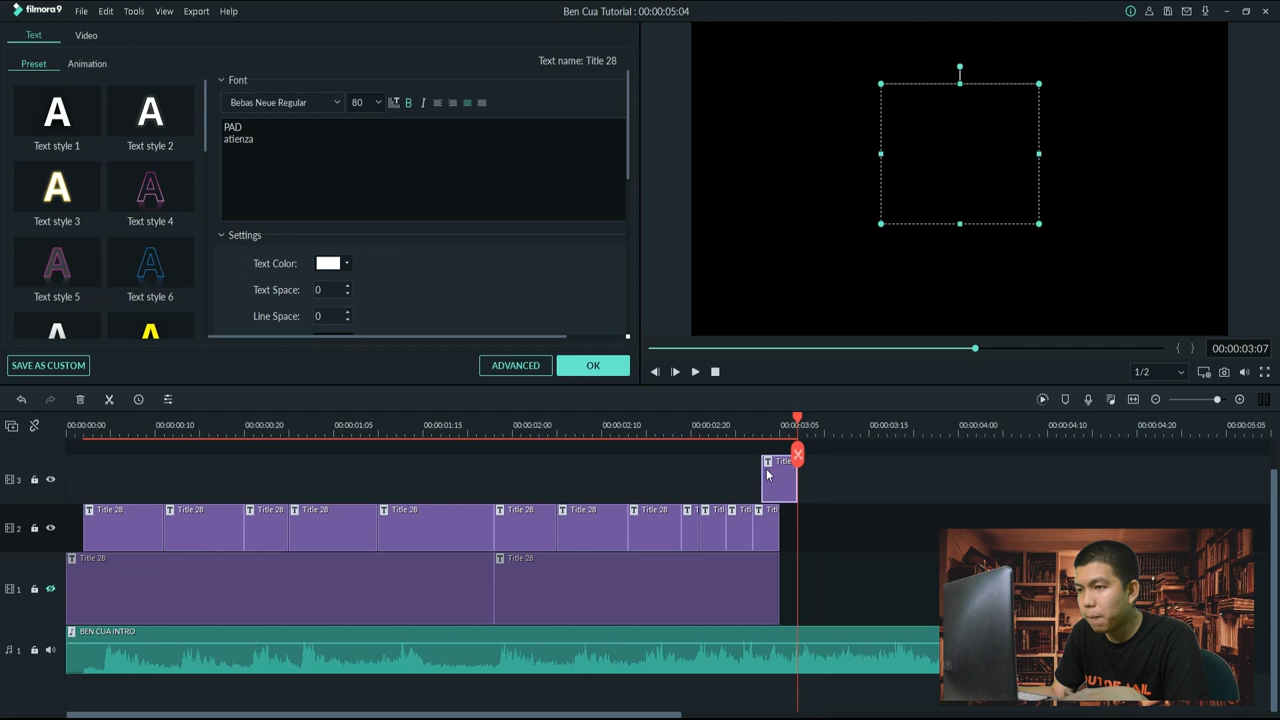 filmora9 File Edit Tools View Export Help Ben Cua Tutorial : 00:00:05:04
Text Video
Preset Animation Text name: Title 28
A Text style 1
A Text style 2
A Text style 3
A Text style 4
A Text style 5
A Text style 6
Font
Bebas Neue Regular 80 B I
PAD
atienza
Settings
Text Color:
Text Space: 0
Line Space: 0
SAVE AS CUSTOM ADVANCED OK
00:00:03:07
1/2
00:00:00:00 00:00:00:10 00:00:00:20 00:00:01:05 00:00:01:15 00:00:02:00 00:00:02:10 00:00:02:20 00:00:03:05 00:00:03:15 00:00:04:00 00:00:04:10 00:00:04:20 00:00:05:05
3 T Title
2 T Title 28 T Title 28 T Title 28 T Title 28 T Title 28 T Title 28 T Title 28 T Title 28 T T Titl T Titl T Titl
1 T Title 28 T Title 28
1 BEN CUA INTRO